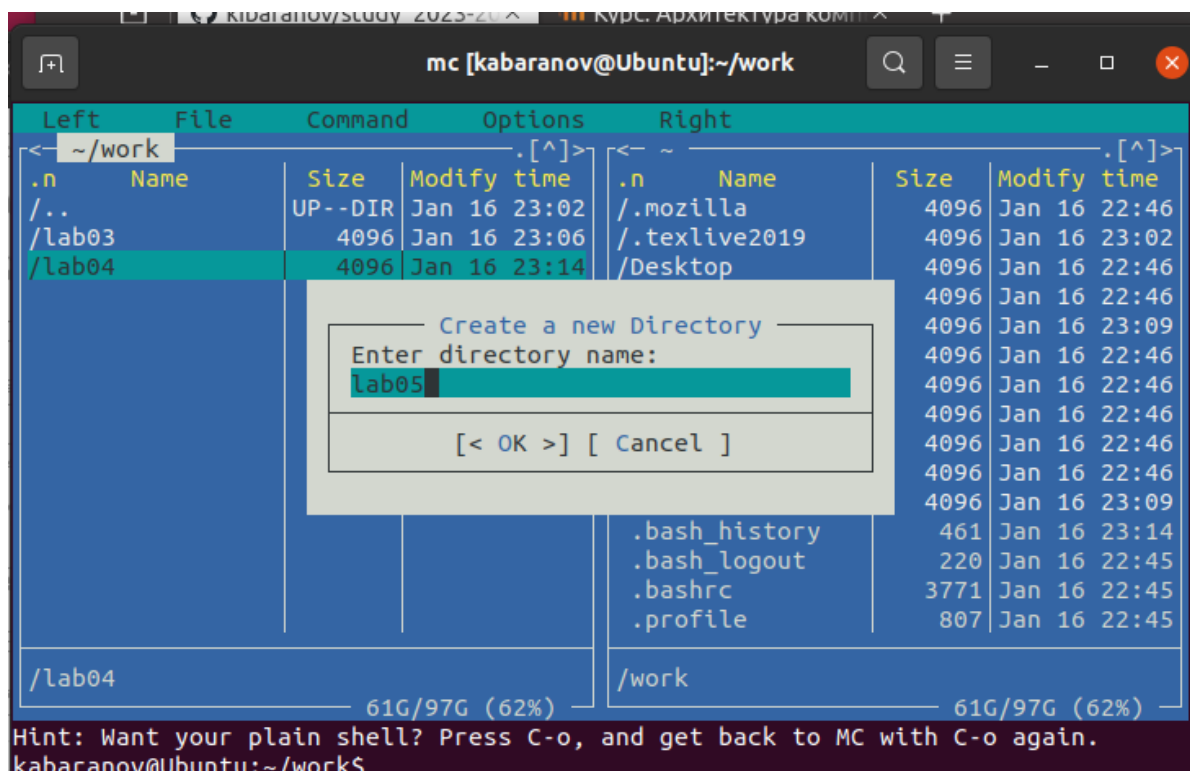 kibaranov/study_2023-20 × Курс. Архитектура комп × +
mc [kabaranov@Ubuntu]:~/work
Left File Command Options Right
<- ~/work .[^]> <- ~ .[^]>
.n Name Size Modify time .n Name Size Modify time
/.. UP--DIR Jan 16 23:02 /.mozilla 4096 Jan 16 22:46
/lab03 4096 Jan 16 23:06 /.texlive2019 4096 Jan 16 23:02
/lab04 4096 Jan 16 23:14 /Desktop 4096 Jan 16 22:46
4096 Jan 16 22:46
Create a new Directory 4096 Jan 16 23:09
Enter directory name: 4096 Jan 16 22:46
lab05 4096 Jan 16 22:46
4096 Jan 16 22:46
[< OK >] [ Cancel ] 4096 Jan 16 22:46
4096 Jan 16 22:46
4096 Jan 16 23:09
.bash_history 461 Jan 16 23:14
.bash_logout 220 Jan 16 22:45
.bashrc 3771 Jan 16 22:45
.profile 807 Jan 16 22:45
/lab04 /work
61G/97G (62%) 61G/97G (62%)
Hint: Want your plain shell? Press C-o, and get back to MC with C-o again.
kabaranov@Ubuntu:~/work$